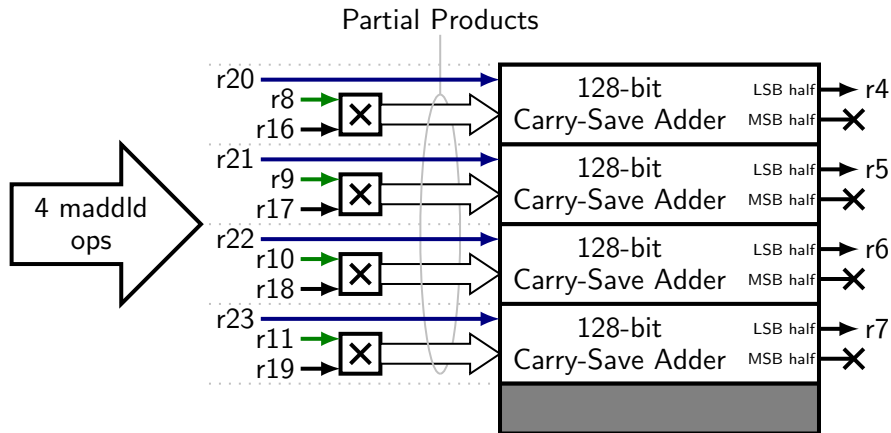 Partial Products
4 maddld
ops
r20
r8
r16
128-bit
Carry-Save Adder
LSB half
MSB half
r4
r21
r9
r17
128-bit
Carry-Save Adder
LSB half
MSB half
r5
r22
r10
r18
128-bit
Carry-Save Adder
LSB half
MSB half
r6
r23
r11
r19
128-bit
Carry-Save Adder
LSB half
MSB half
r7